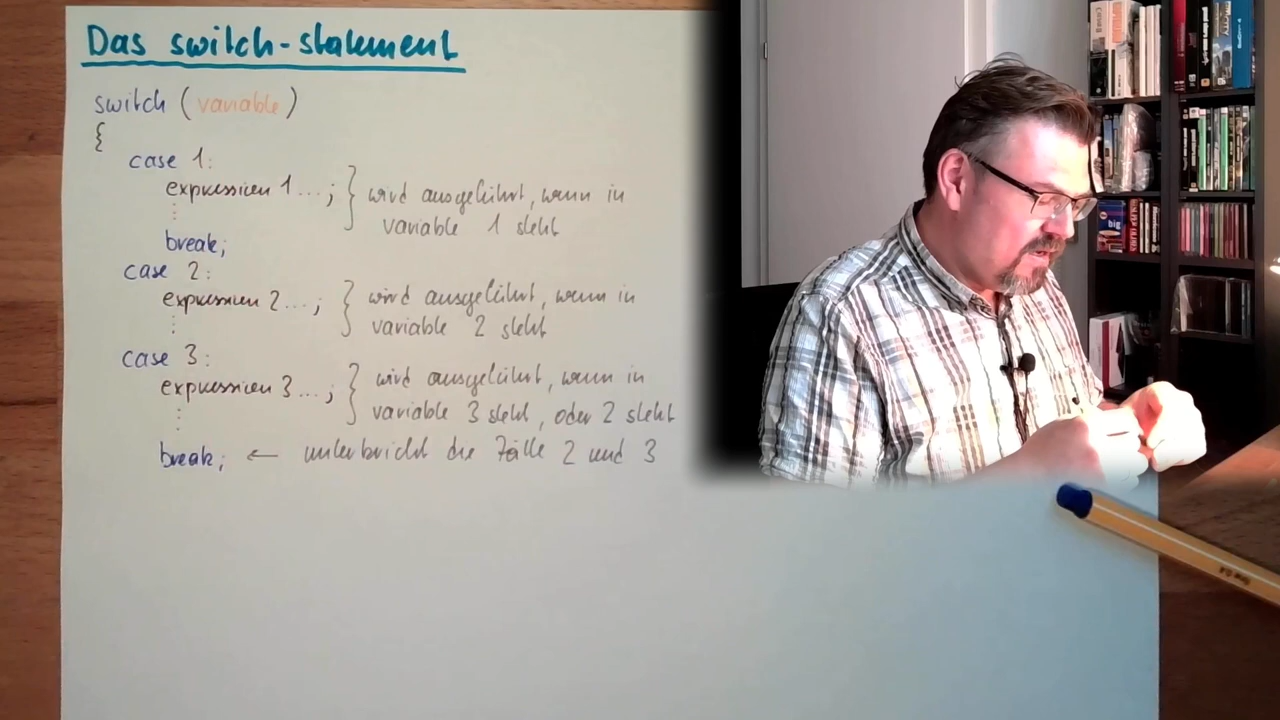 Das switch-statement
switch (variable)
{
case 1:
expression 1 ... ; } wird ausgeführt, wenn in
variable 1 steht
break;
case 2:
expression 2 ... ; } wird ausgeführt, wenn in
variable 2 steht
case 3:
expression 3 ... ; } wird ausgeführt, wenn in
variable 3 steht, oder 2 steht
break; ← unterbricht die Fälle 2 und 3
big